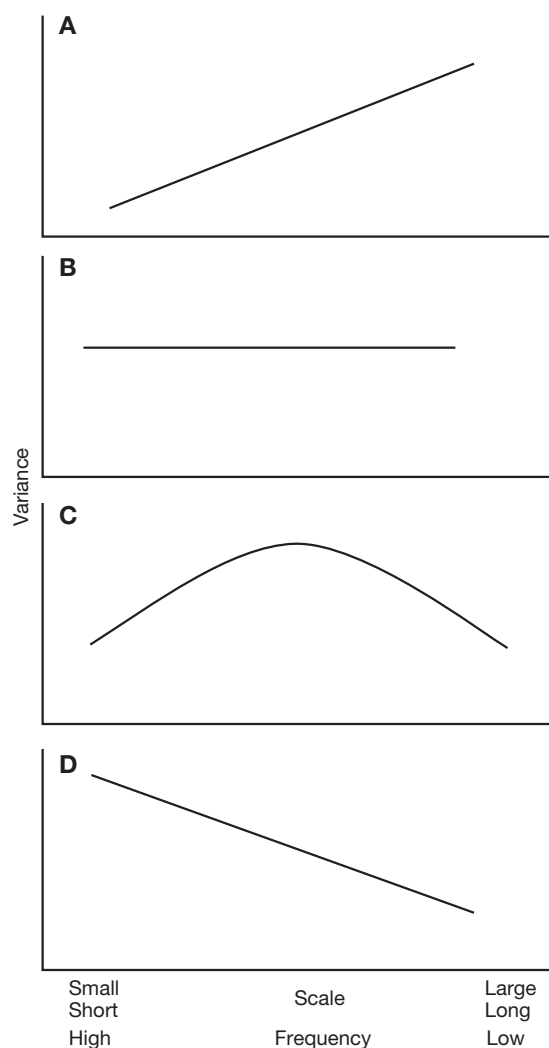 A
B
Variance
C
D
Small Scale Large
Short Long
High Frequency Low